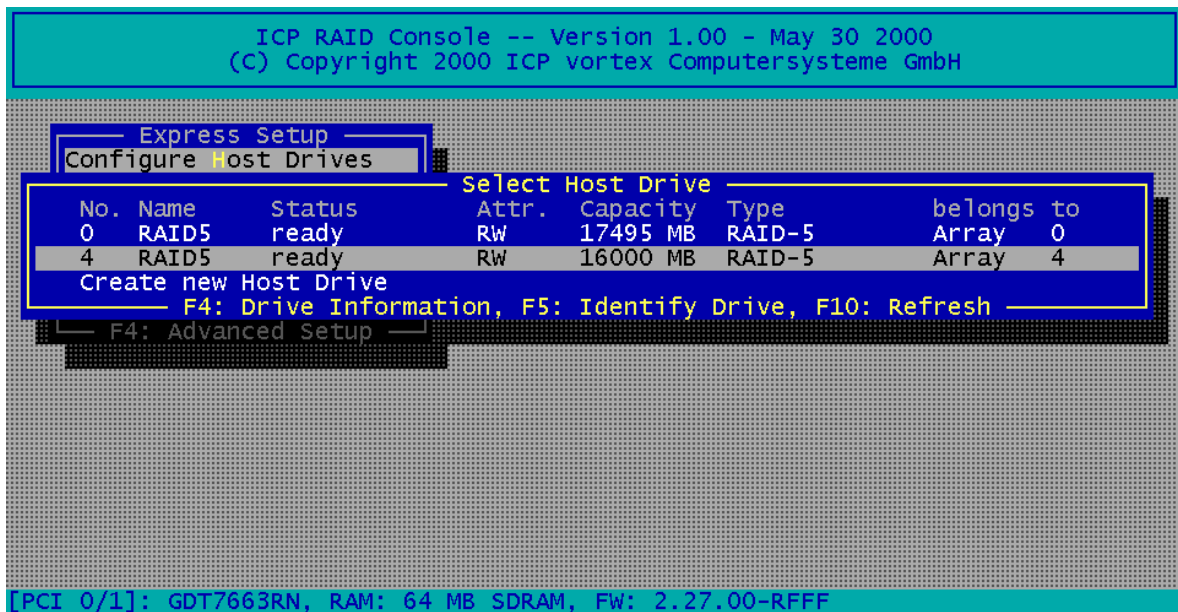 ICP RAID Console -- Version 1.00 - May 30 2000
(C) Copyright 2000 ICP vortex Computersysteme GmbH
Express Setup
Configure Host Drives
Select Host Drive
No. Name Status Attr. Capacity Type belongs to
0 RAID5 ready RW 17495 MB RAID-5 Array 0
4 RAID5 ready RW 16000 MB RAID-5 Array 4
Create new Host Drive
F4: Drive Information, F5: Identify Drive, F10: Refresh
F4: Advanced Setup
[PCI 0/1]: GDT7663RN, RAM: 64 MB SDRAM, FW: 2.27.00-RFFF